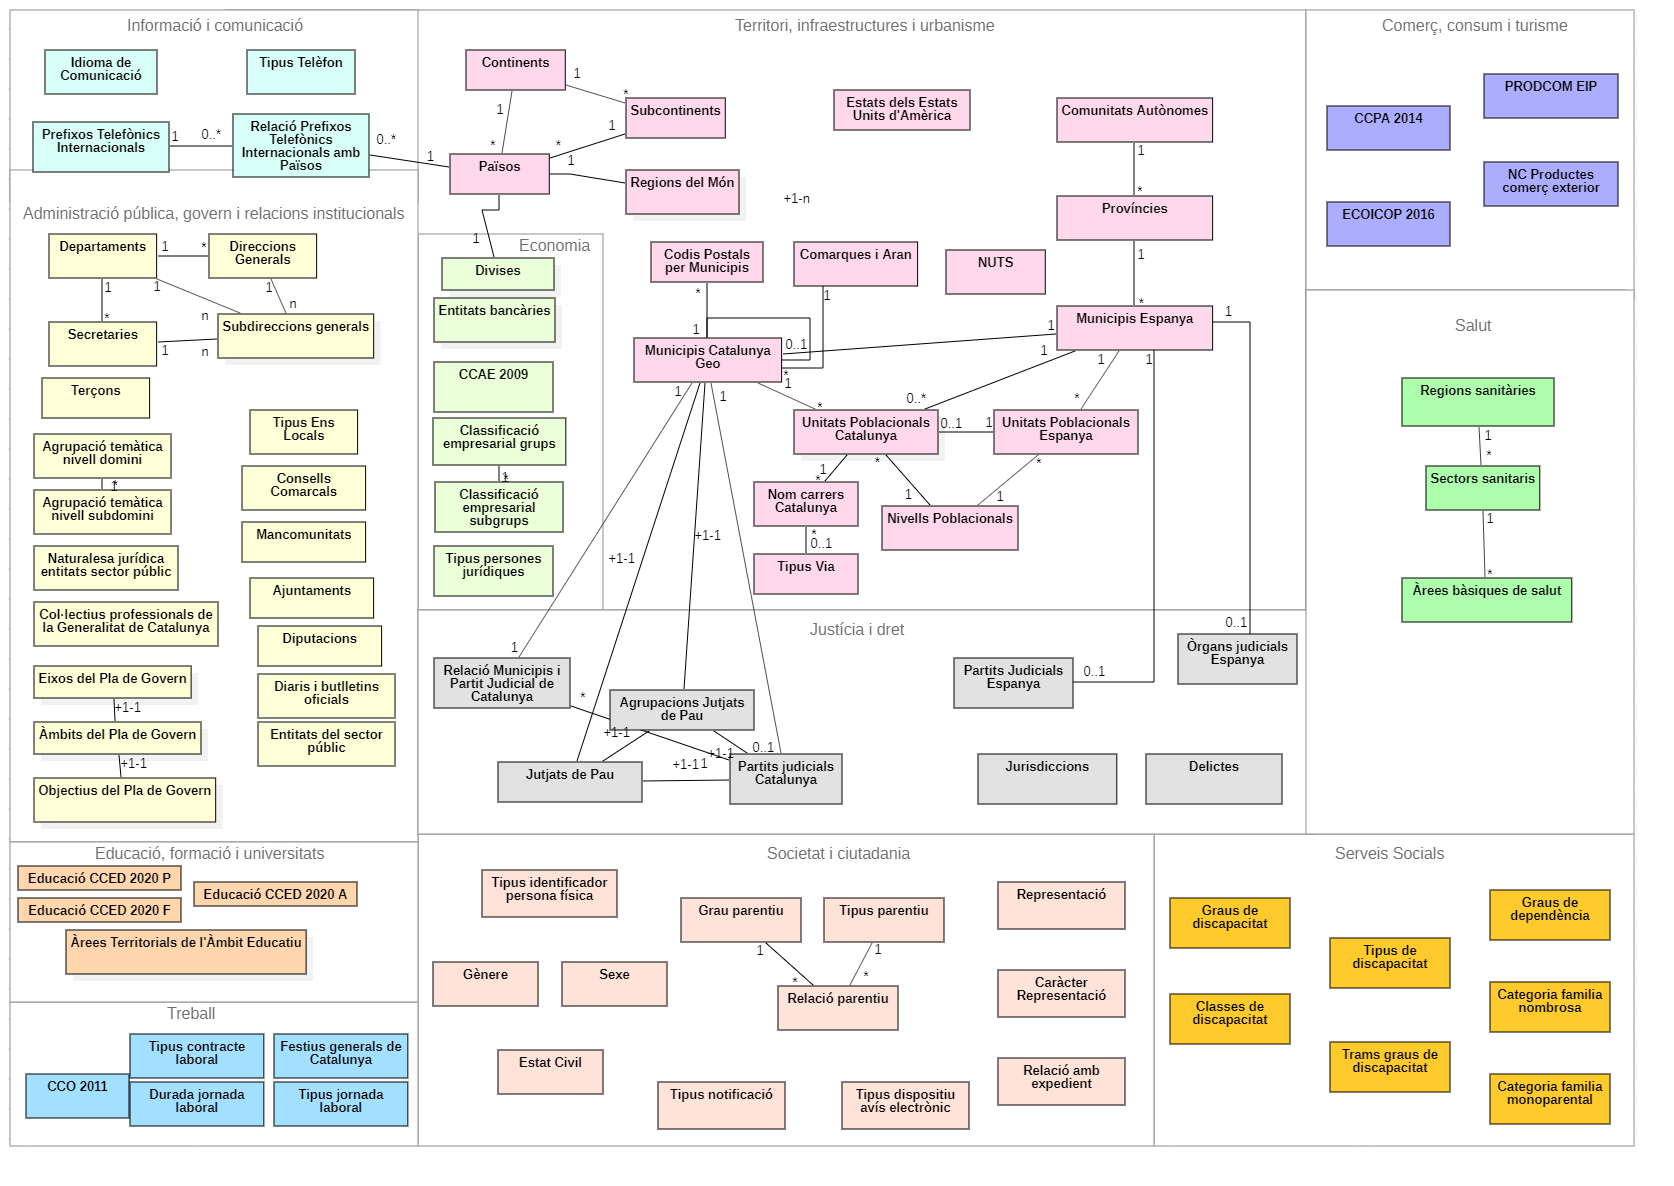 Informació i comunicació
Idioma de
Comunicació
Tipus Telèfon
Prefixos Telefònics
Internacionals
1
0..*
Relació Prefixos
Telefònics
Internacionals amb
Països
0..*
1
Territori, infraestructures i urbanisme
Continents
1
*
Subcontinents
1
*
1
*
Països
1
Regions del Món
Estats dels Estats
Units d'Amèrica
+1-n
Comunitats Autònomes
1
*
Províncies
1
*
Municipis Espanya
Codis Postals
per Municipis
*
1
Comarques i Aran
1
*
NUTS
Municipis Catalunya
Geo
0..1
1
1
1
1
1
0..*
1
*
1
*
Unitats Poblacionals
Catalunya
0..1
1
Unitats Poblacionals
Espanya
1
*
*
1
*
1
Nom carrers
Catalunya
*
0..1
Tipus Via
Nivells Poblacionals
1
1
+1-1
+1-1
Comerç, consum i turisme
PRODCOM EIP
CCPA 2014
NC Productes
comerç exterior
ECOICOP 2016
Administració pública, govern i relacions institucionals
Departaments
1
*
Direccions
Generals
1
*
1
n
1
n
Secretaries
1
n
Subdireccions generals
Terçons
Tipus Ens
Locals
Agrupació temàtica
nivell domini
1
*
Agrupació temàtica
nivell subdomini
Consells
Comarcals
Mancomunitats
Naturalesa jurídica
entitats sector públic
Ajuntaments
Col·lectius professionals de
la Generalitat de Catalunya
Diputacions
Eixos del Pla de Govern
+1-1
Àmbits del Pla de Govern
+1-1
Objectius del Pla de Govern
Diaris i butlletins
oficials
Entitats del sector
públic
Economia
1
Divises
Entitats bancàries
CCAE 2009
Classificació
empresarial grups
1
*
Classificació
empresarial
subgrups
Tipus persones
jurídiques
Salut
Regions sanitàries
1
*
Sectors sanitaris
1
*
Àrees bàsiques de salut
Justícia i dret
1
Relació Municipis i
Partit Judicial de
Catalunya
*
Agrupacions Jutjats
de Pau
+1-1
0..1
+1-1
+1-1
1
Jutjats de Pau
Partits judicials
Catalunya
Partits Judicials
Espanya
0..1
0..1
Òrgans judicials
Espanya
Jurisdiccions
Delictes
Educació, formació i universitats
Educació CCED 2020 P
Educació CCED 2020 A
Educació CCED 2020 F
Àrees Territorials de l'Àmbit Educatiu
Treball
CCO 2011
Tipus contracte
laboral
Festius generals de
Catalunya
Durada jornada
laboral
Tipus jornada
laboral
Societat i ciutadania
Tipus identificador
persona física
Grau parentiu
Tipus parentiu
1
*
1
*
Relació parentiu
Representació
Gènere
Sexe
Caràcter
Representació
Estat Civil
Tipus notificació
Tipus dispositiu
avís electrònic
Relació amb
expedient
Serveis Socials
Graus de
discapacitat
Graus de
dependència
Tipus de
discapacitat
Classes de
discapacitat
Categoria familia
nombrosa
Trams graus de
discapacitat
Categoria familia
monoparental